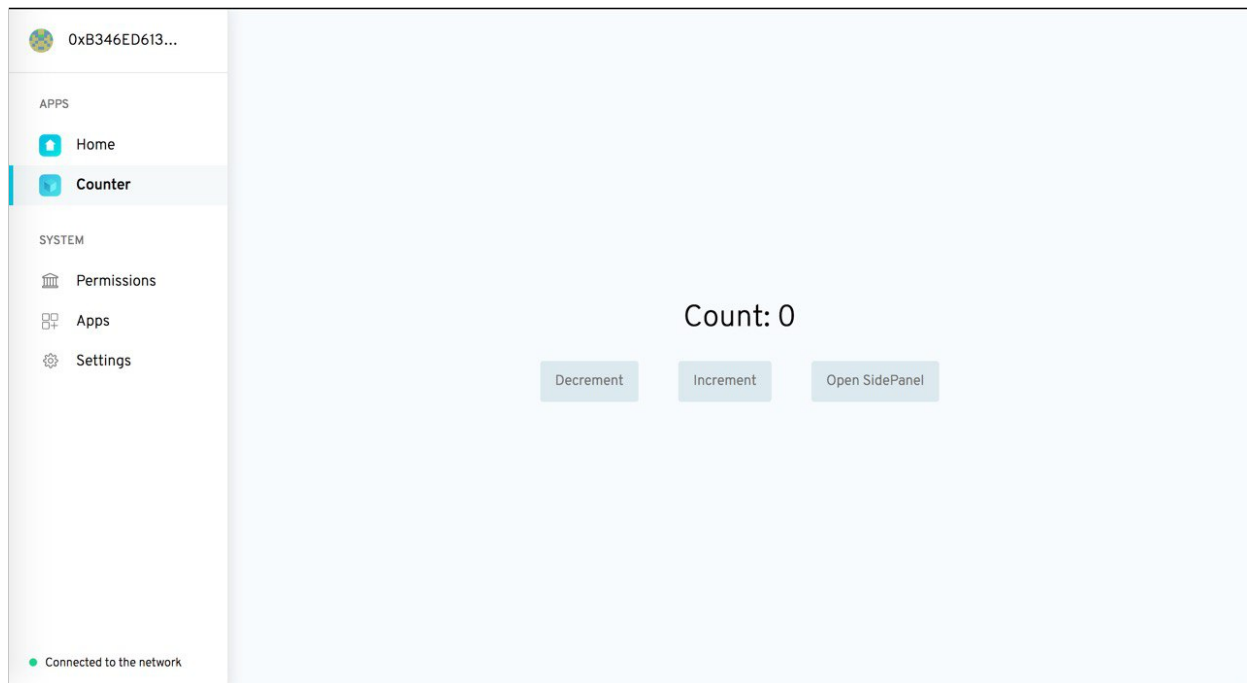 0xB346ED613...
APPS
Home
Counter
SYSTEM
Permissions
Apps
Settings
Connected to the network
Count: 0
Decrement Increment Open SidePanel